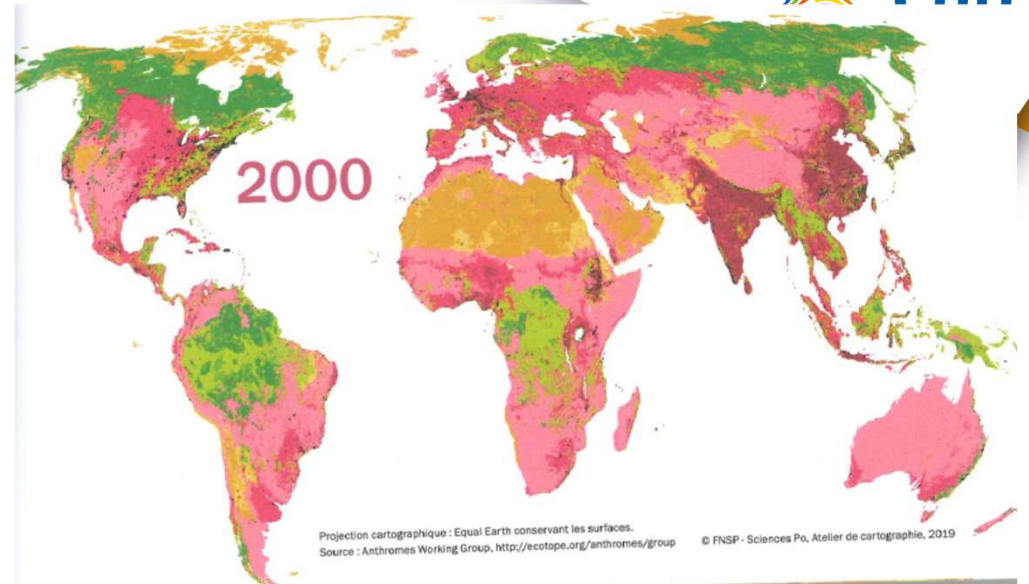 2000
Projection cartographique : Equal Earth conservant les surfaces.
Source : Anthromes Working Group, http://ecotope.org/anthromes/group
© FNSP - Sciences Po, Atelier de cartographie, 2019